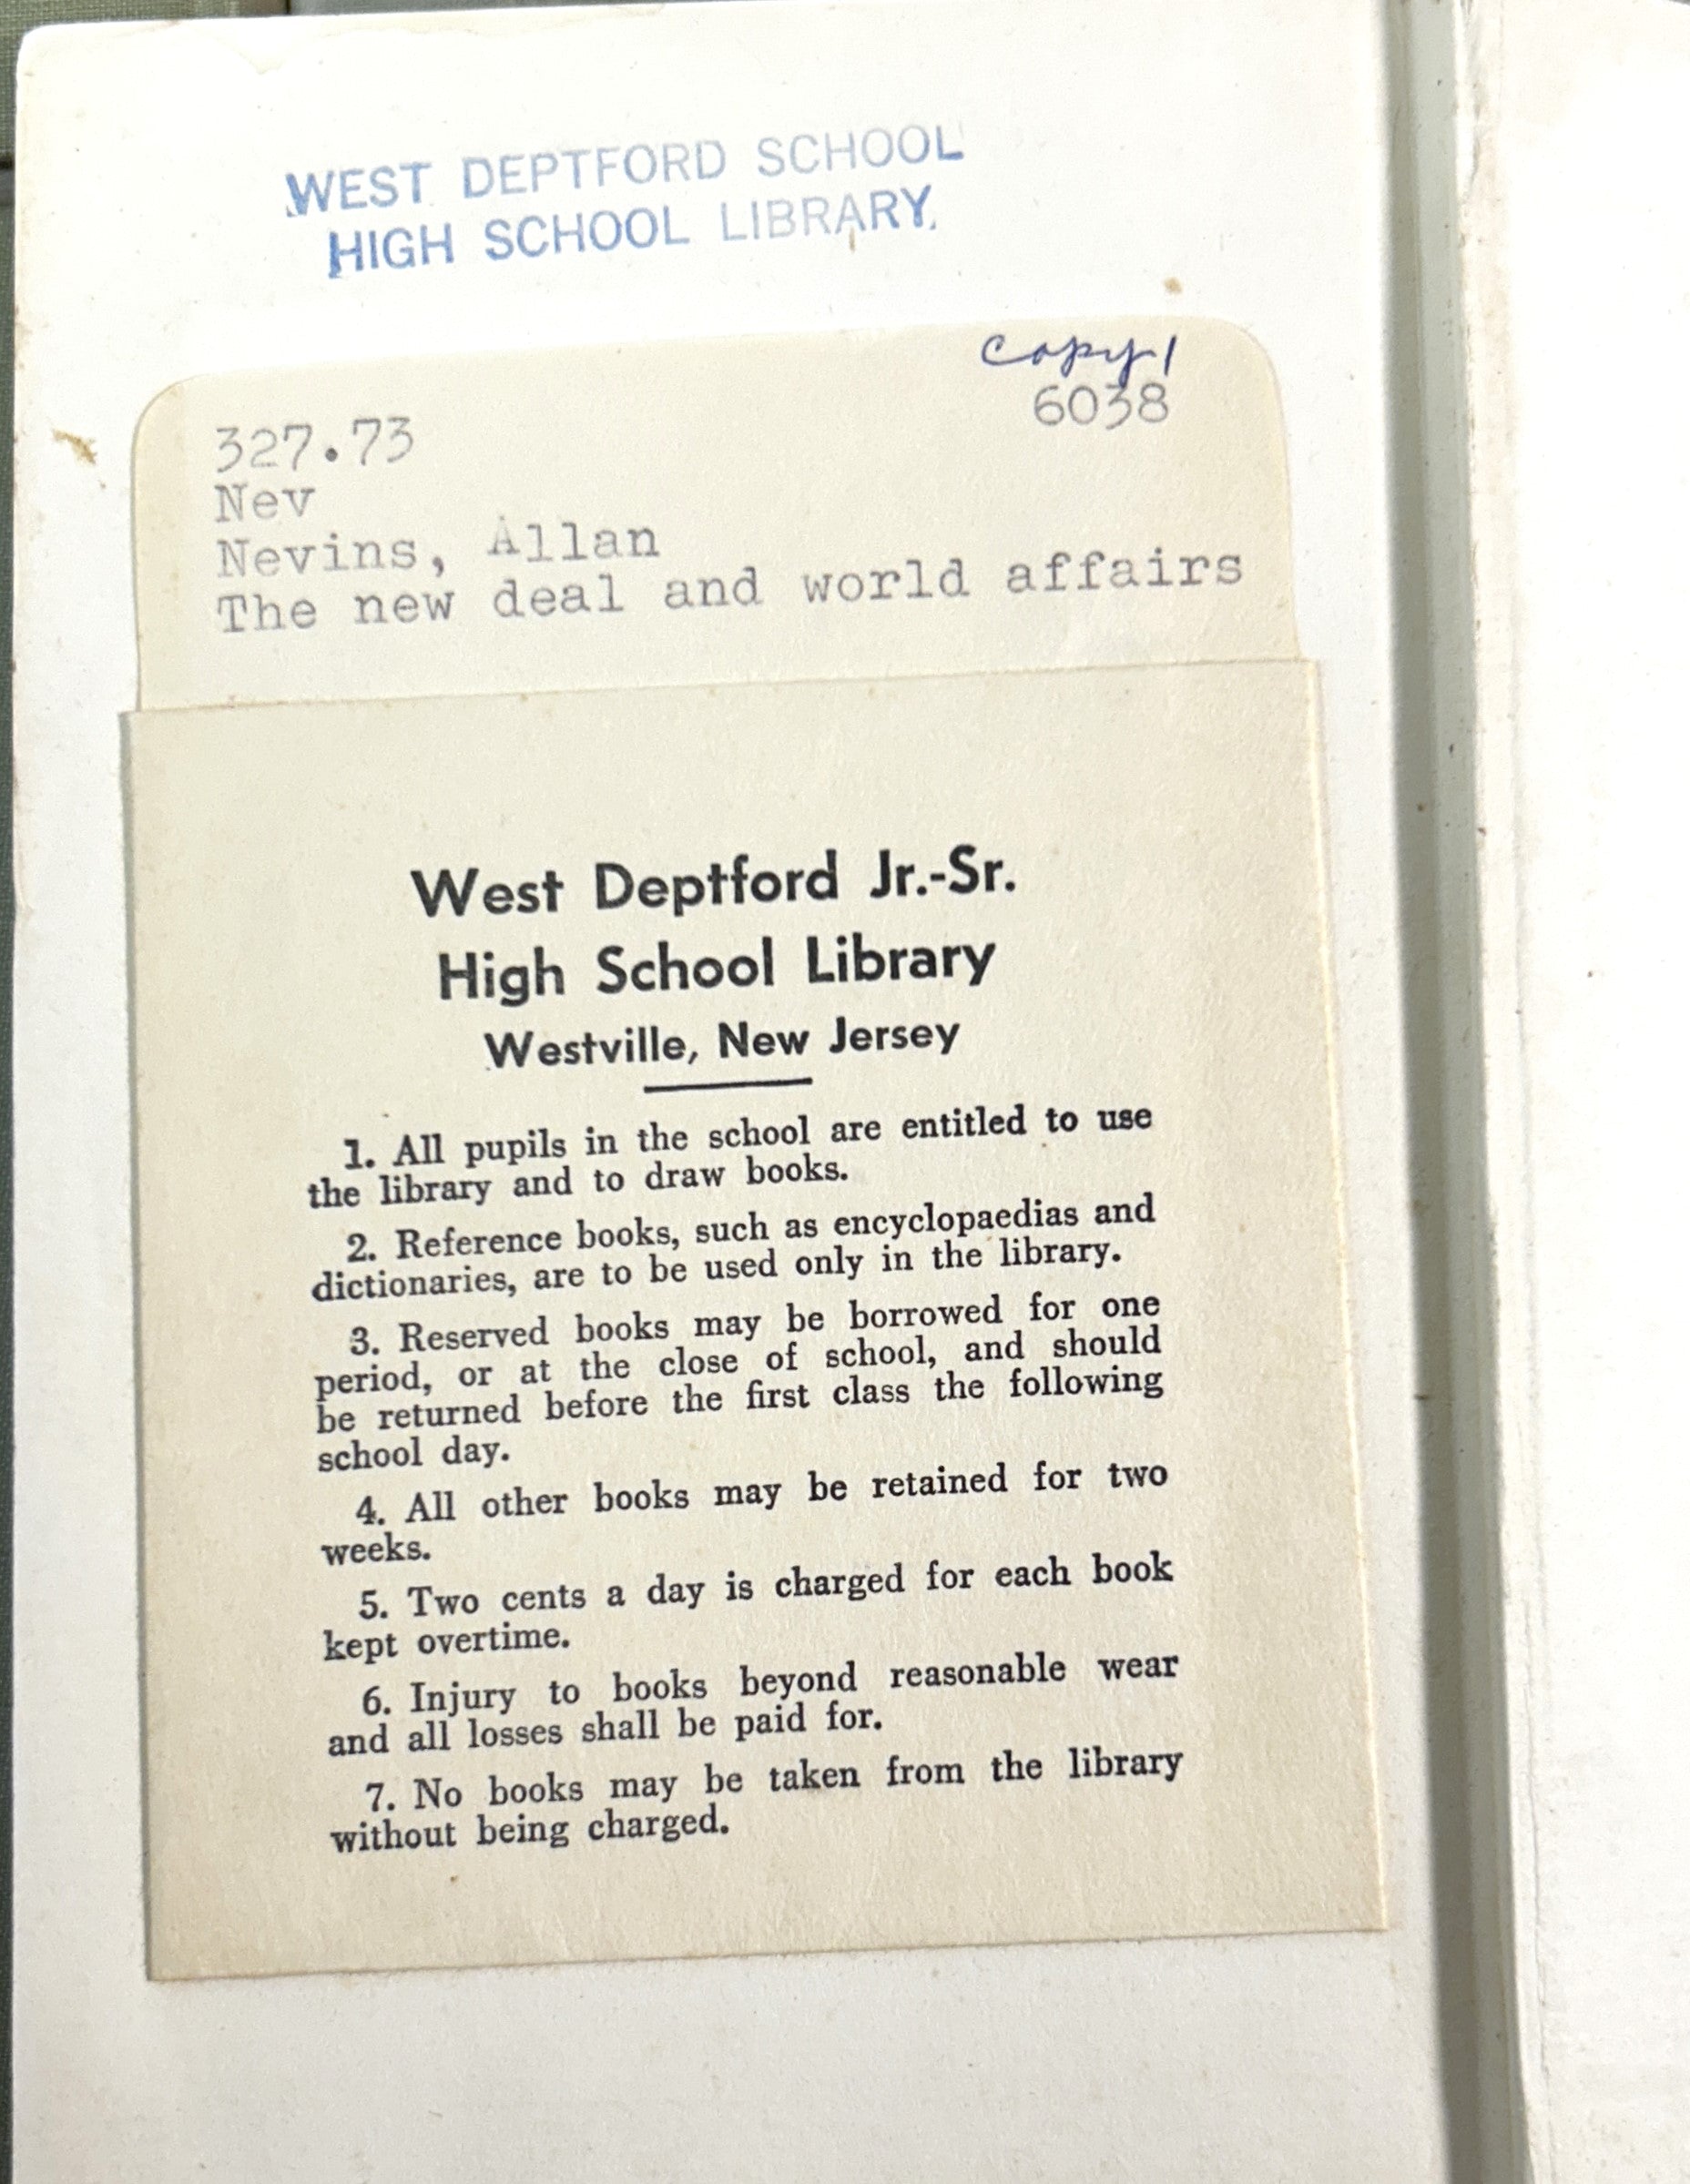 WEST DEPTFORD SCHOOL
HIGH SCHOOL LIBRARY.
copy 1
6038
327.73
Nev
Nevins, Allan
The new deal and world affairs
West Deptford Jr.-Sr.
High School Library
Westville, New Jersey
1. All pupils in the school are entitled to use
the library and to draw books.
2. Reference books, such as encyclopaedias and
dictionaries, are to be used only in the library.
3. Reserved books may be borrowed for one
period, or at the close of school, and should
be returned before the first class the following
school day.
4. All other books may be retained for two
weeks.
5. Two cents a day is charged for each book
kept overtime.
6. Injury to books beyond reasonable wear
and all losses shall be paid for.
7. No books may be taken from the library
without being charged.